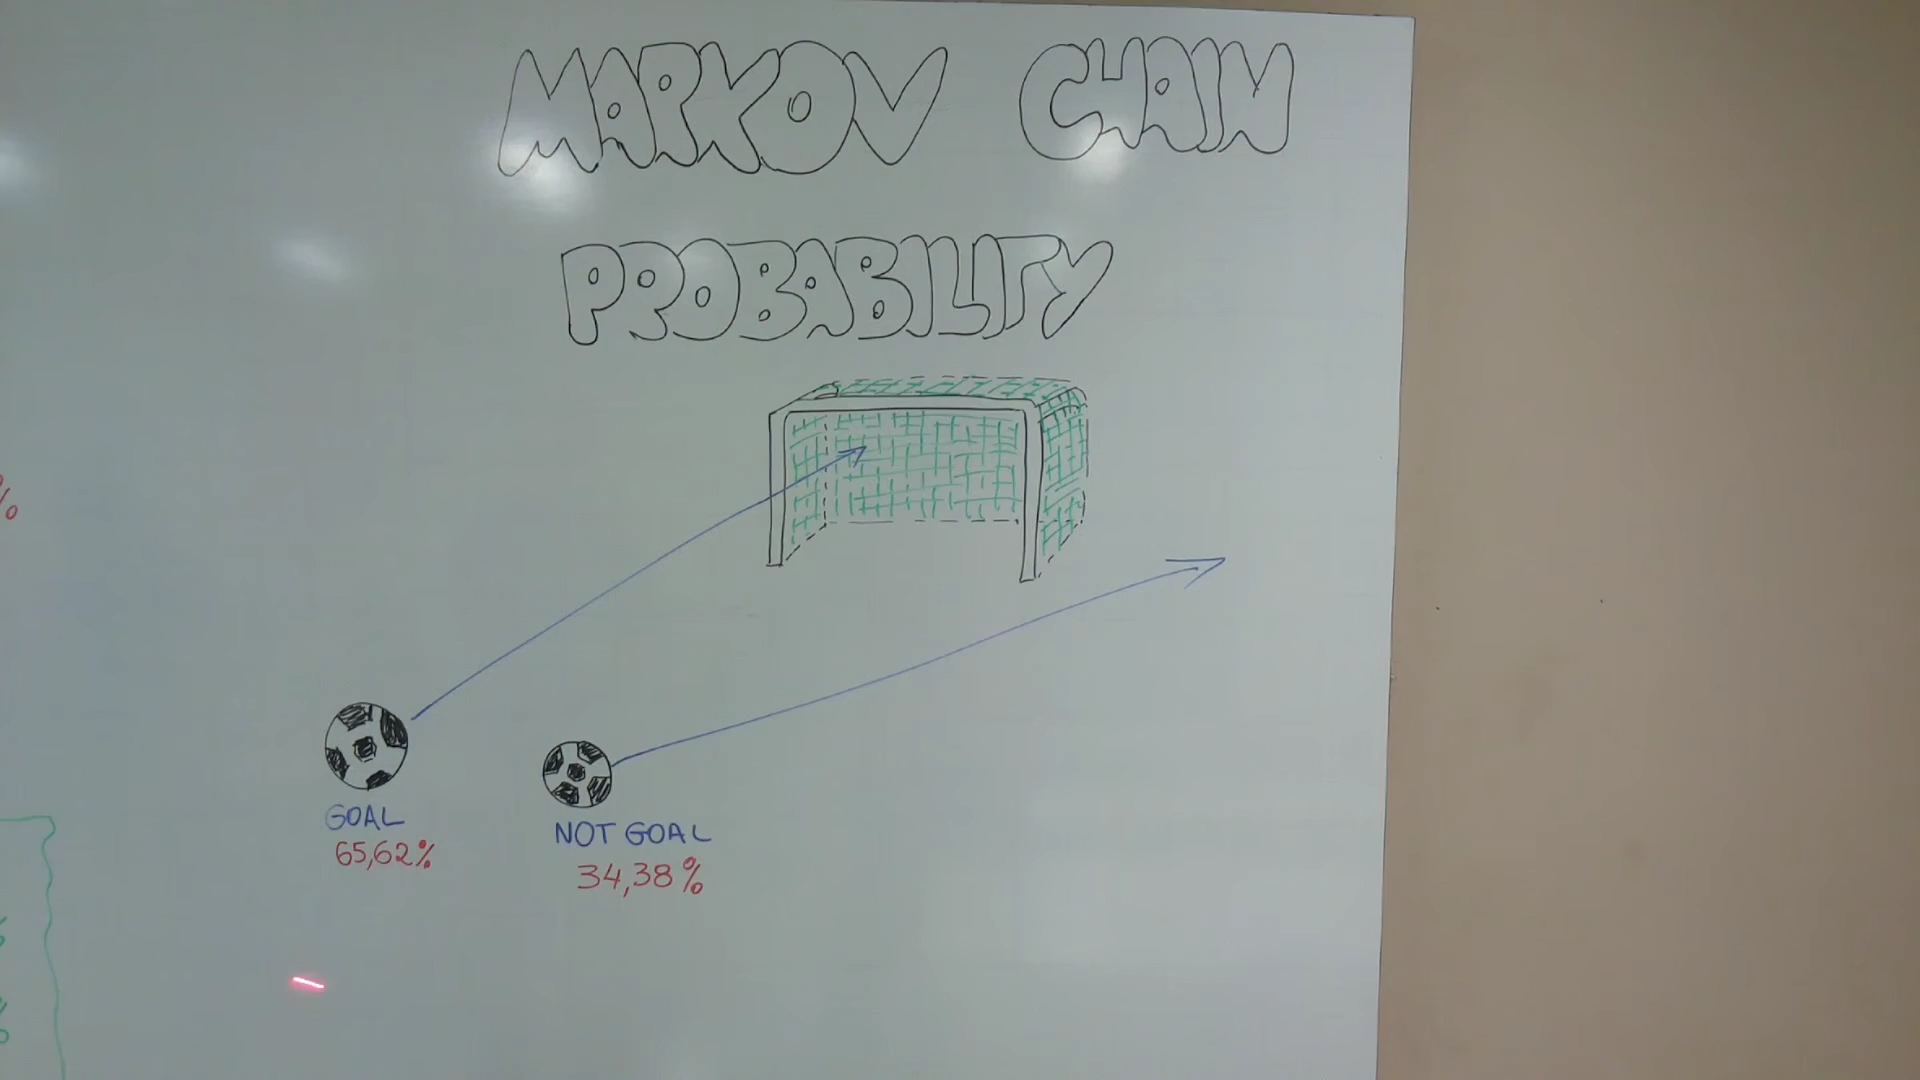 MARKOV CHAIN
PROBABILITY
%
GOAL
65,62%
NOT GOAL
34,38%
%
%